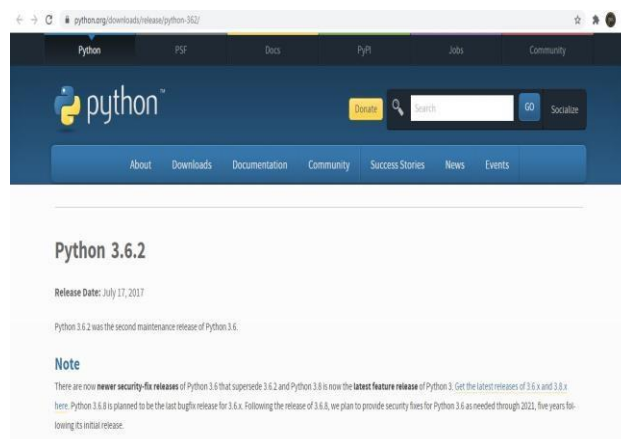 python.org/downloads/release/python-362/
Python PSF Docs PyPI Jobs Community
python™
Donate Search GO Socialize
About Downloads Documentation Community Success Stories News Events
Python 3.6.2
Release Date: July 17, 2017
Python 3.6.2 was the second maintenance release of Python 3.6.
Note
There are now newer security-fix releases of Python 3.6 that supersede 3.6.2 and Python 3.8 is now the latest feature release of Python 3. Get the latest releases of 3.6.x and 3.8.x
here. Python 3.6.8 is planned to be the last bugfix release for 3.6.x. Following the release of 3.6.8, we plan to provide security fixes for Python 3.6 as needed through 2021, five years fol-
lowing its initial release.